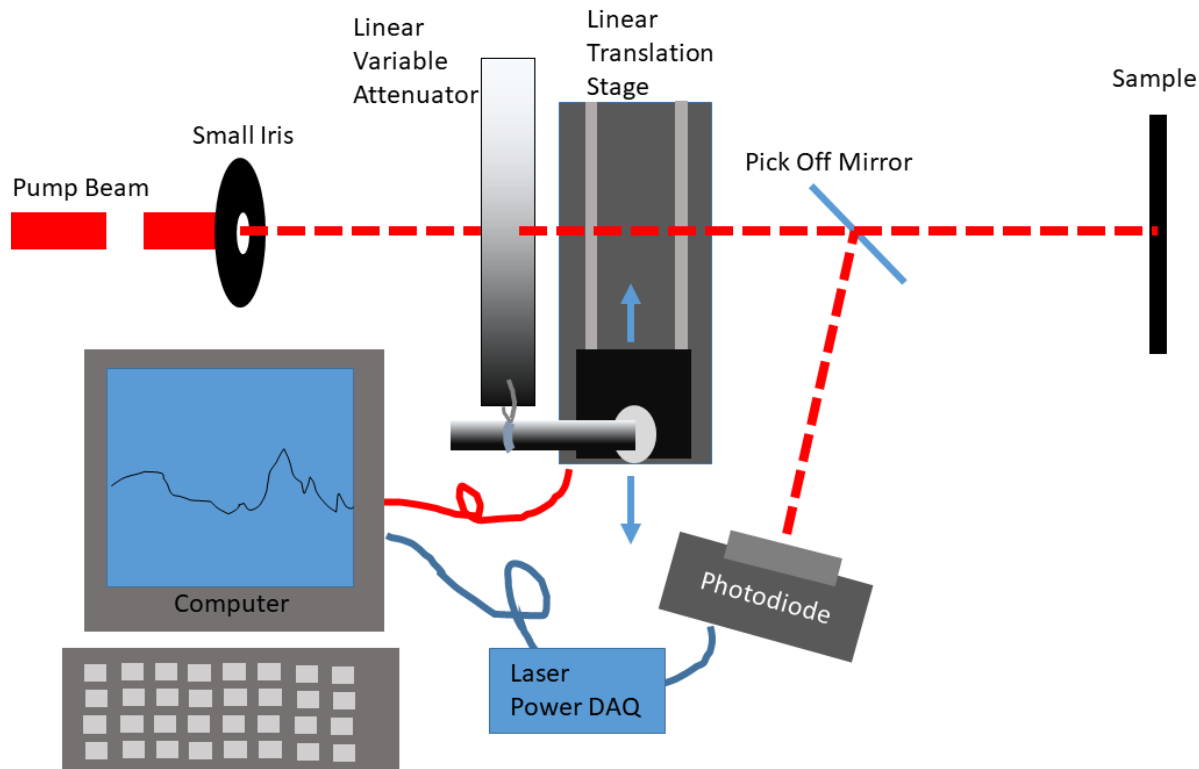 Linear
Variable
Attenuator
Linear
Translation
Stage
Sample
Small Iris
Pick Off Mirror
Pump Beam
Photodiode
Computer
Laser
Power DAQ